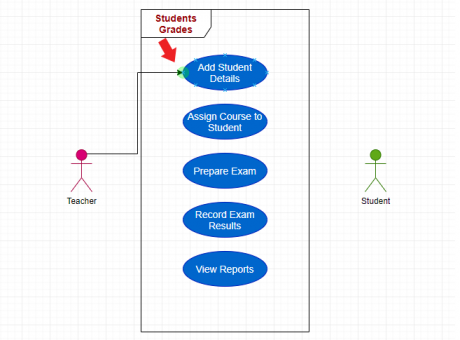 Students
Grades
Add Student
Details
Assign Course to
Student
Prepare Exam
Record Exam
Results
View Reports
Teacher
Student